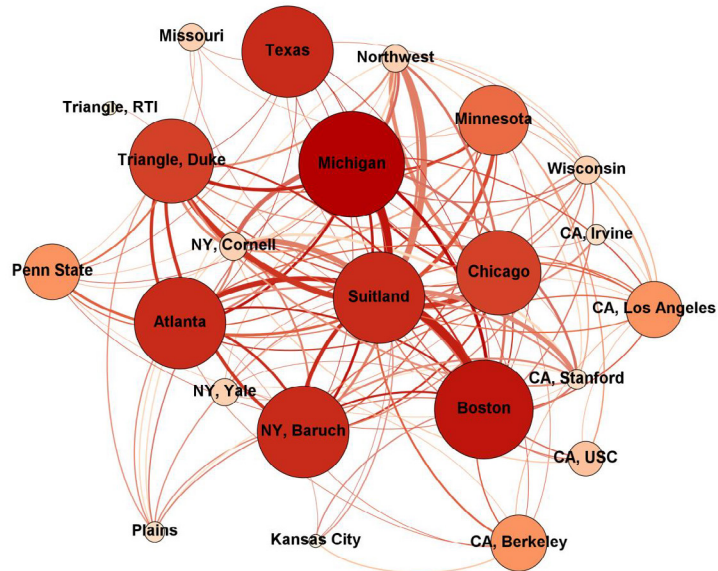 Missouri
Texas
Northwest
Triangle, RTI
Minnesota
Triangle, Duke
Michigan
Wisconsin
CA, Irvine
NY, Cornell
Penn State
Chicago
Suitland
CA, Los Angeles
Atlanta
CA, Stanford
NY, Yale
Boston
NY, Baruch
CA, USC
Plains
Kansas City
CA, Berkeley